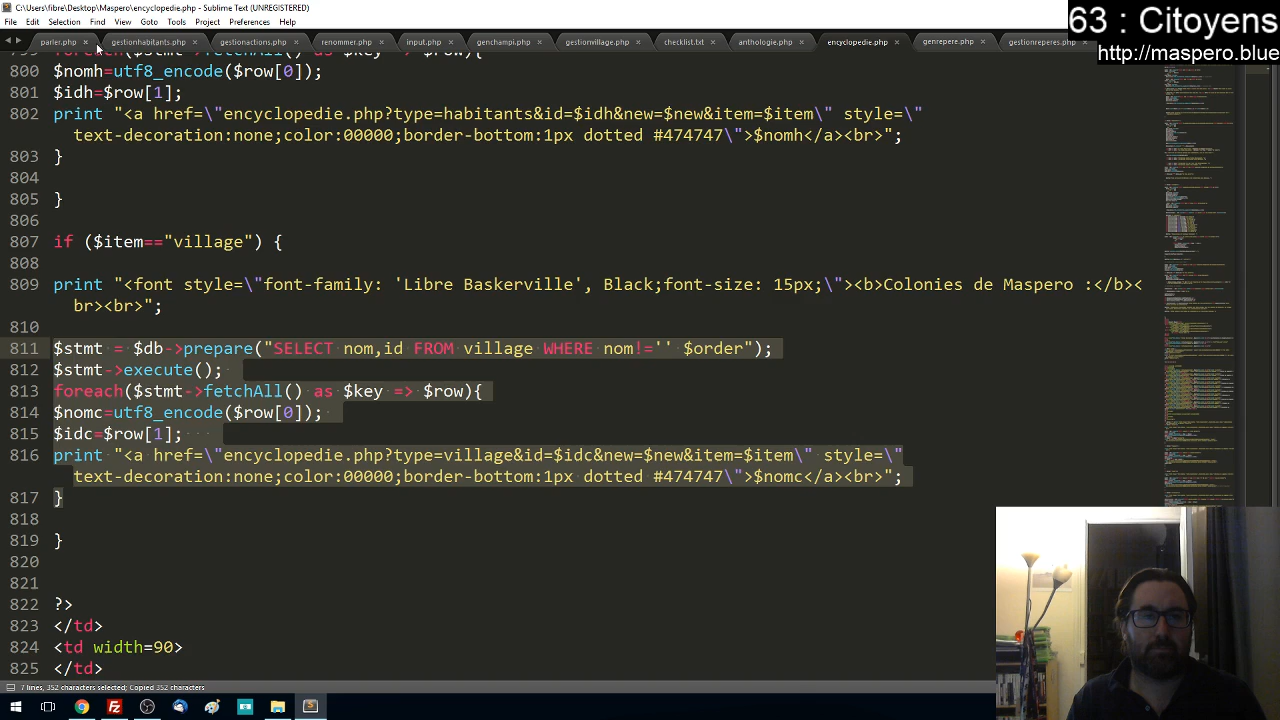 C:\Users\fibre\Desktop\Maspero\encyclopedie.php - Sublime Text (UNREGISTERED)
63 : Citoyens
http://maspero.blue
File Edit Selection Find View Goto Tools Project Preferences Help
parler.php gestionhabitants.php gestionactions.php renommer.php input.php genchampi.php gestionvillage.php checklist.txt anthologie.php encyclopedie.php genrepere.php gestionreperes.php
800 $nomh=utf8_encode($row[0]);
801 $idh=$row[1];
802 print "<a href=\"encyclopedie.php?type=habitants&id=$idh&new=$new&item=$item\" style=\"
text-decoration:none;color:00000;border-bottom:1px dotted #474747\">$nomh</a><br>";
803 }
804
805 }
806
807 if ($item=="village") {
808
809 print "<font style=\"font-family: 'Libre Baskerville', Black;font-size: 15px;\"><b>Colonies de Maspero :</b><
br><br>";
810
811 $stmt = $db->prepare("SELECT nom,id FROM village WHERE nom!='' $order");
812 $stmt->execute();
813 foreach($stmt->fetchAll() as $key => $row){
814 $nomc=utf8_encode($row[0]);
815 $idc=$row[1];
816 print "<a href=\"encyclopedie.php?type=village&id=$idc&new=$new&item=$item\" style=\"
text-decoration:none;color:00000;border-bottom:1px dotted #474747\">$nomc</a><br>";
817 }
818
819 }
820
821
822 ?>
823 </td>
824 <td width=90>
825 </td>
7 lines, 352 characters selected; Copied 352 characters